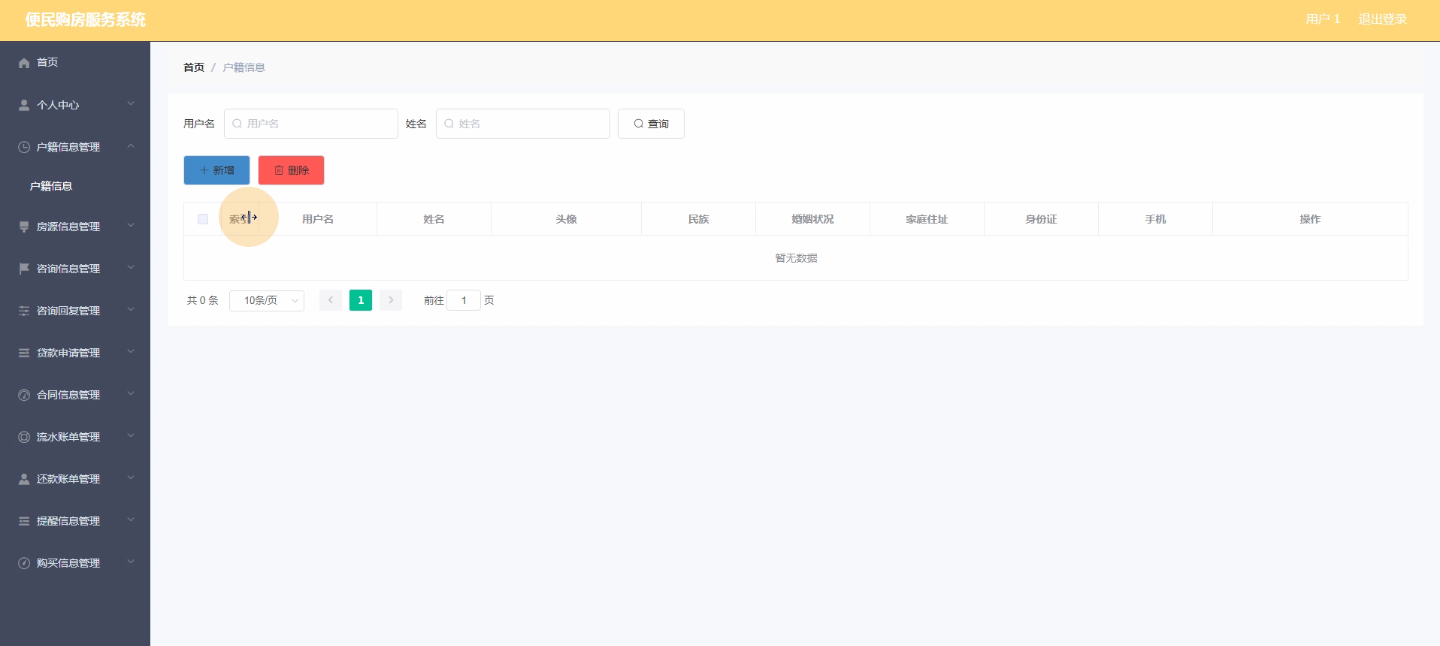 便民购房服务系统
用户 1 退出登录
首页
个人中心
户籍信息管理
户籍信息
房源信息管理
咨询信息管理
咨询回复管理
贷款申请管理
合同信息管理
流水账单管理
还款账单管理
提醒信息管理
购买信息管理
首页 / 户籍信息
用户名 用户名 姓名 姓名 查询
新增 删除
用户名 姓名 头像 民族 婚姻状况 家庭住址 身份证 手机 操作
暂无数据
共 0 条 10条/页 1 前往 1 页